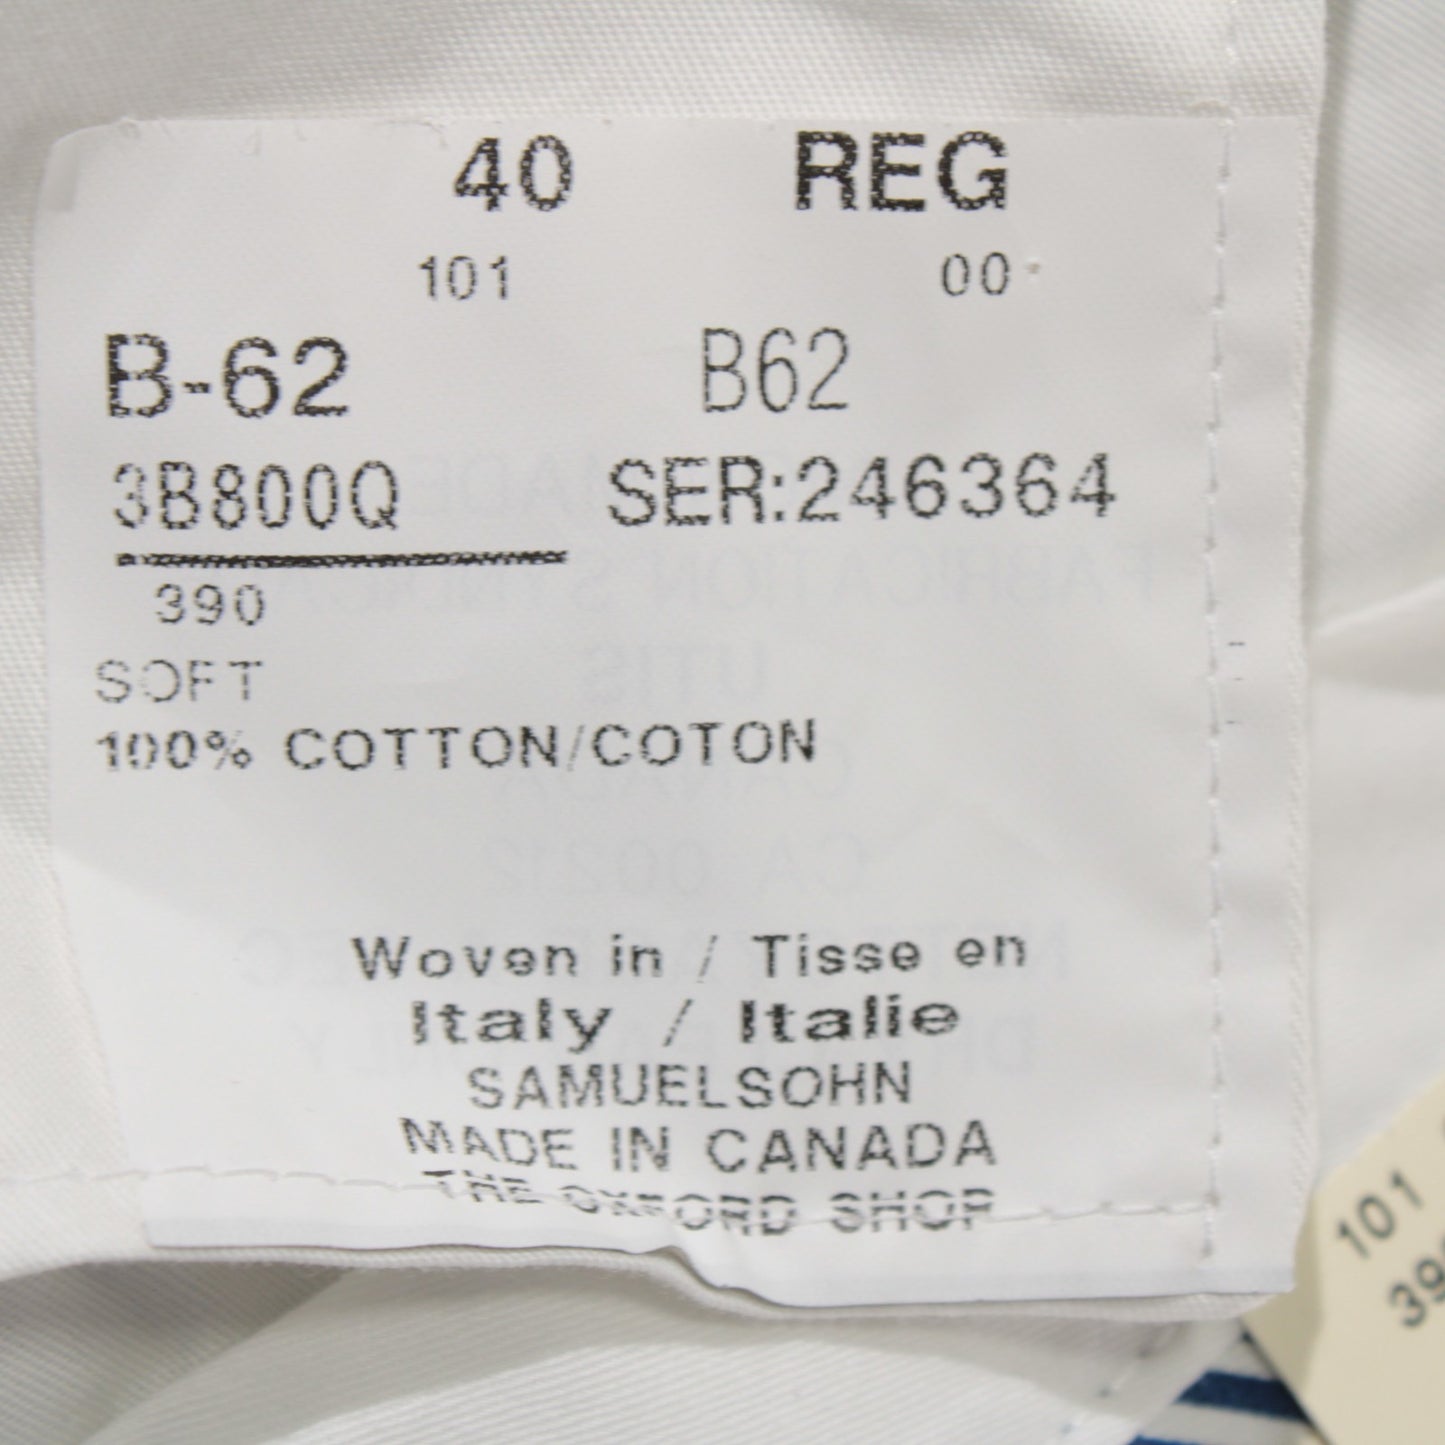 40 REG
101 00
B-62 B62
3B800Q SER:246364
390
SOFT
100% COTTON/COTON
Woven in / Tisse en
Italy / Italie
SAMUELSOHN
MADE IN CANADA
THE OXFORD SHOP
101